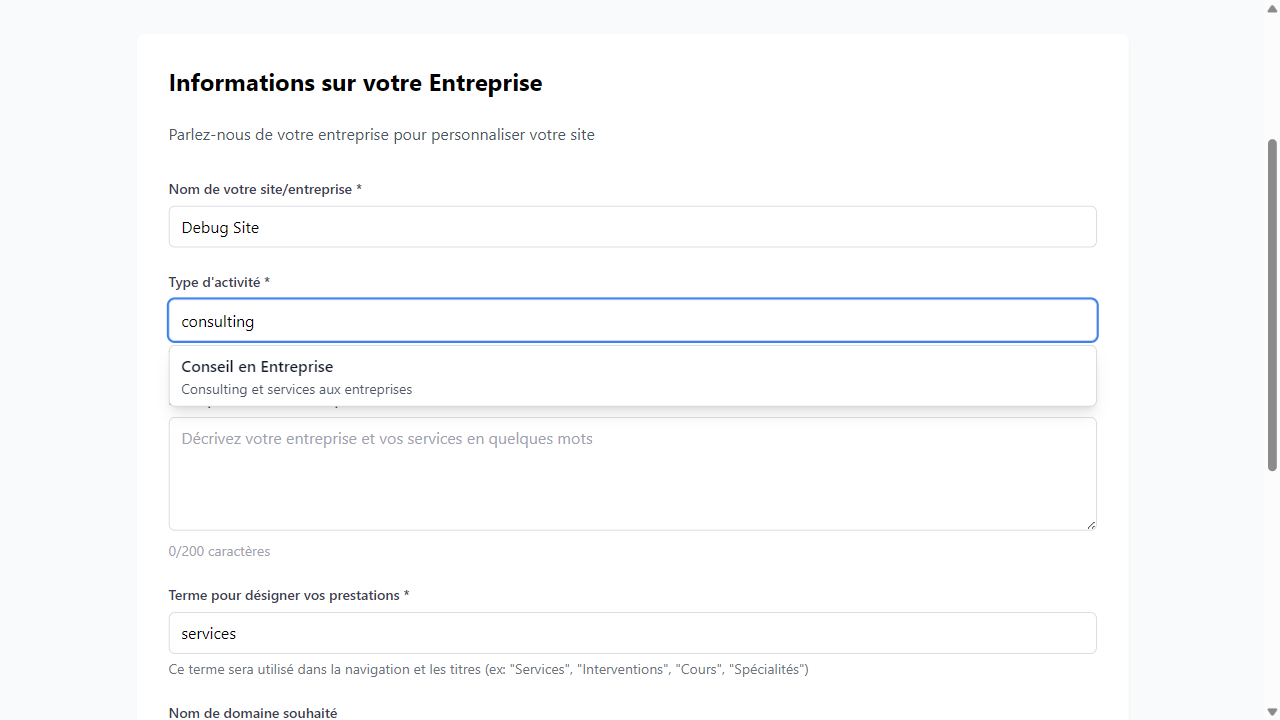 Informations sur votre Entreprise
Parlez-nous de votre entreprise pour personnaliser votre site
Nom de votre site/entreprise *
Debug Site
Type d'activité *
consulting
Conseil en Entreprise
Consulting et services aux entreprises
Décrivez votre entreprise et vos services en quelques mots
0/200 caractères
Terme pour désigner vos prestations *
services
Ce terme sera utilisé dans la navigation et les titres (ex: "Services", "Interventions", "Cours", "Spécialités")
Nom de domaine souhaité